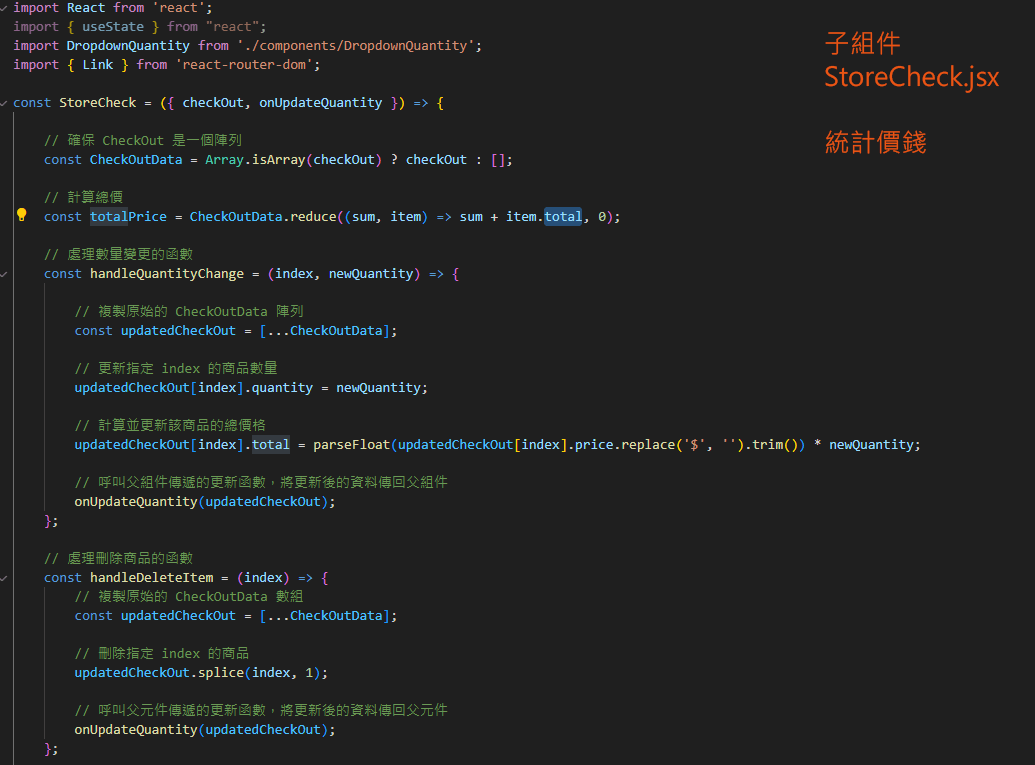 import React from 'react';
import { useState } from "react";
import DropdownQuantity from './components/DropdownQuantity';
import { Link } from 'react-router-dom';
子組件
StoreCheck.jsx
統計價錢
const StoreCheck = ({ checkOut, onUpdateQuantity }) => {
// 確保 CheckOut 是一個陣列
const CheckOutData = Array.isArray(checkOut) ? checkOut : [];
// 計算總價
const totalPrice = CheckOutData.reduce((sum, item) => sum + item.total, 0);
// 處理數量變更的函數
const handleQuantityChange = (index, newQuantity) => {
// 複製原始的 CheckOutData 陣列
const updatedCheckOut = [...CheckOutData];
// 更新指定 index 的商品數量
updatedCheckOut[index].quantity = newQuantity;
// 計算並更新該商品的總價格
updatedCheckOut[index].total = parseFloat(updatedCheckOut[index].price.replace('$', '').trim()) * newQuantity;
// 呼叫父組件傳遞的更新函數，將更新後的資料傳回父組件
onUpdateQuantity(updatedCheckOut);
};
// 處理刪除商品的函數
const handleDeleteItem = (index) => {
// 複製原始的 CheckOutData 數組
const updatedCheckOut = [...CheckOutData];
// 刪除指定 index 的商品
updatedCheckOut.splice(index, 1);
// 呼叫父元件傳遞的更新函數，將更新後的資料傳回父元件
onUpdateQuantity(updatedCheckOut);
};